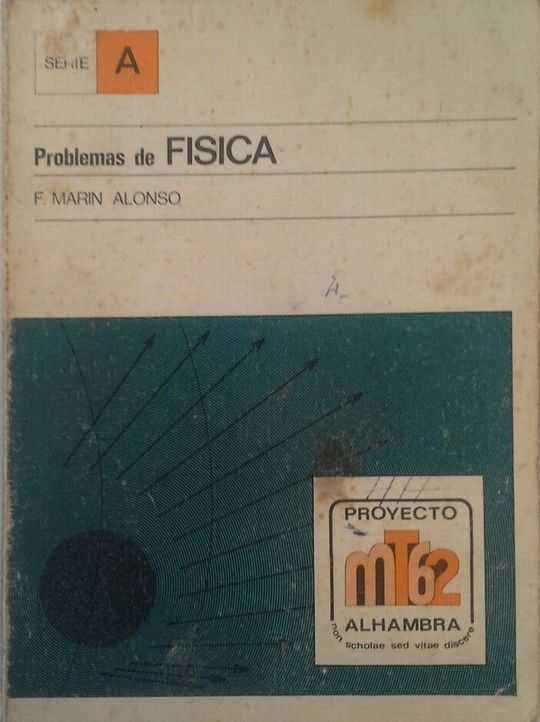 SERIE A
Problemas de FISICA
F. MARIN ALONSO
PROYECTO
MT62
ALHAMBRA
non scholae sed vitae discere